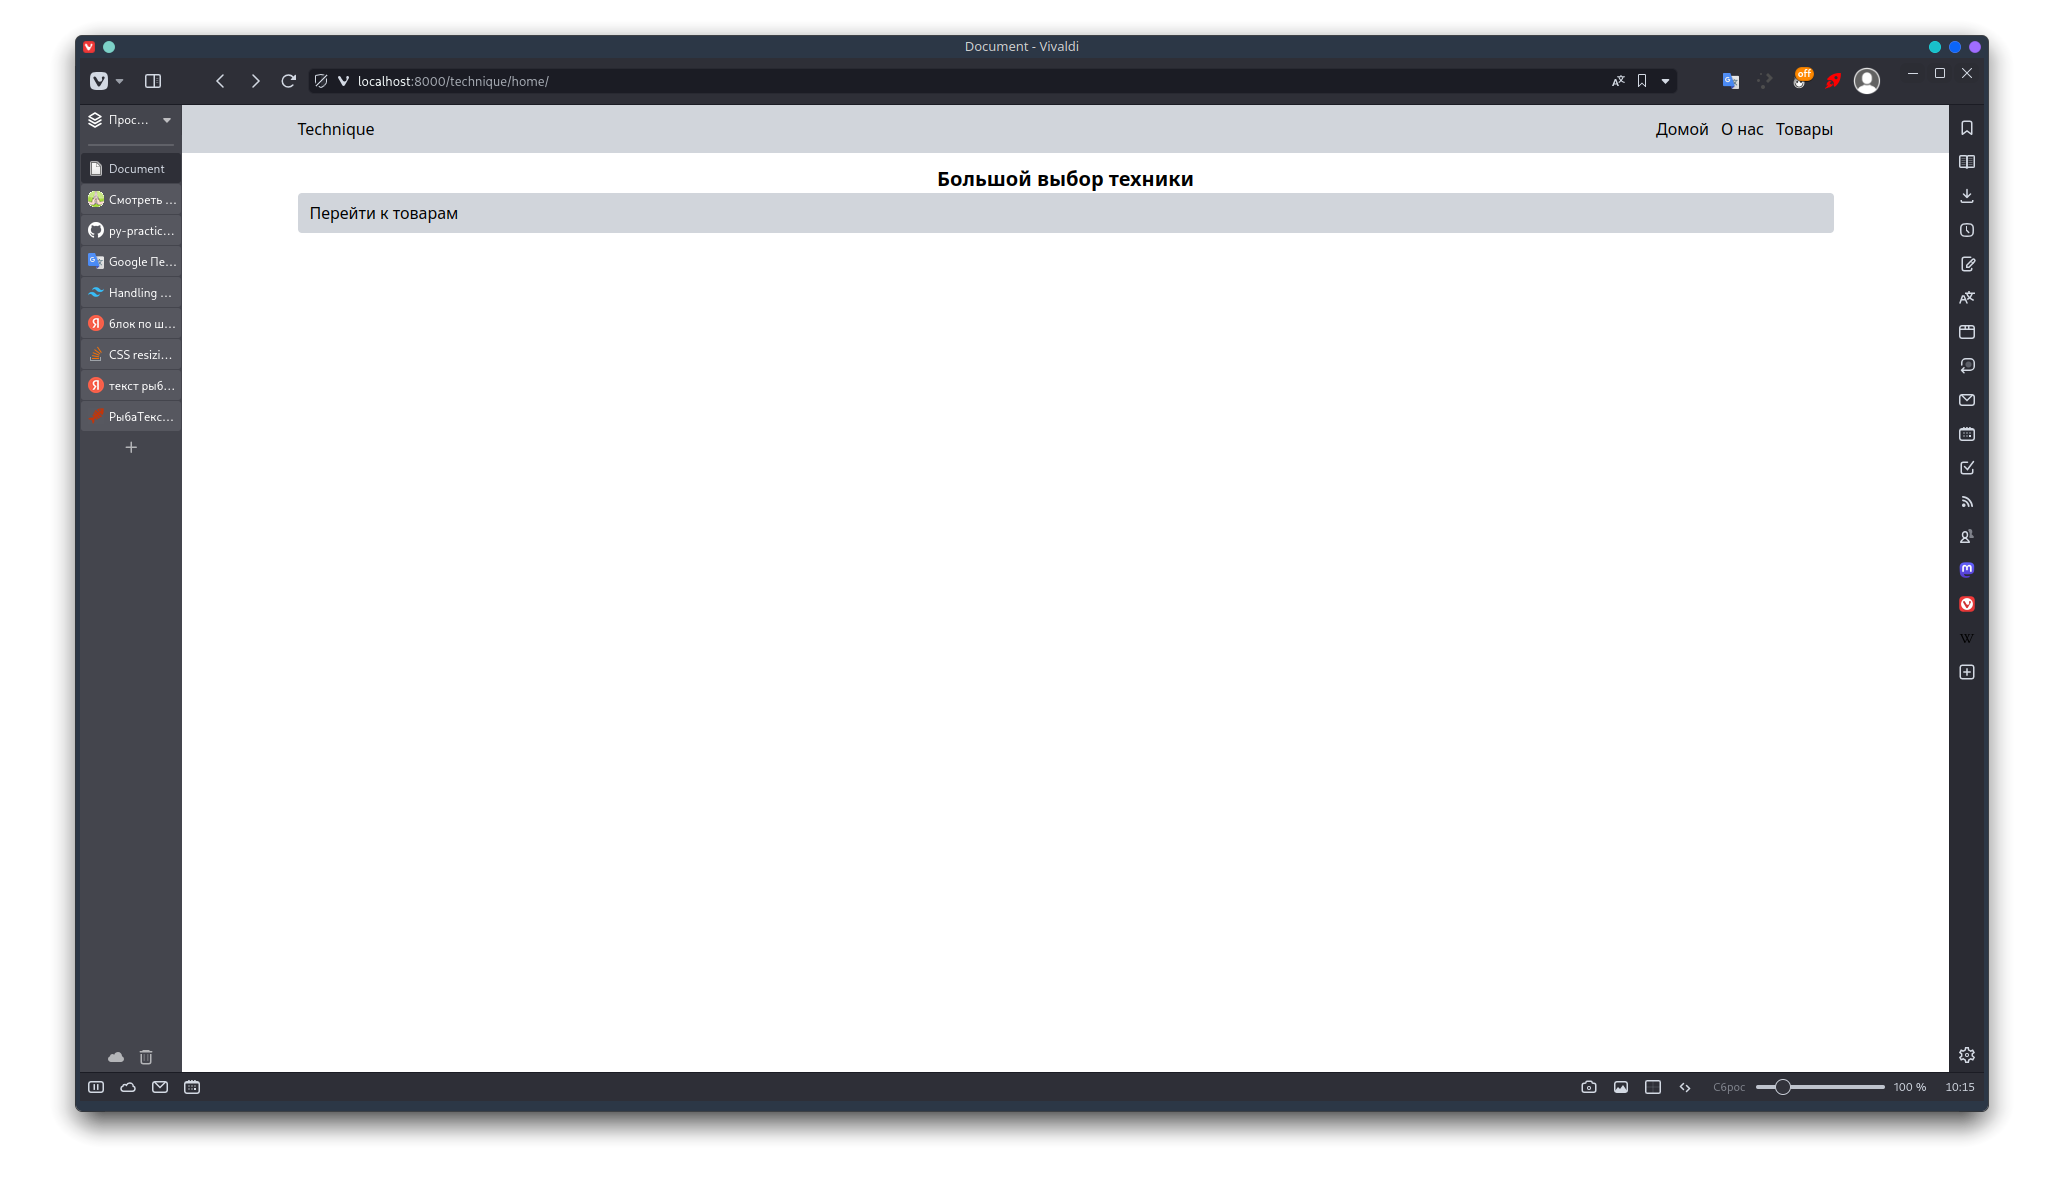 Document - Vivaldi
localhost:8000/technique/home/
off
Прос...
Document
Смотреть ...
py-practic...
Google Пе...
Handling ...
блок по ш...
CSS resizi...
текст рыб...
РыбаТекс...
Technique
Домой О нас Товары
Большой выбор техники
Перейти к товарам
Сброс 100 % 10:15